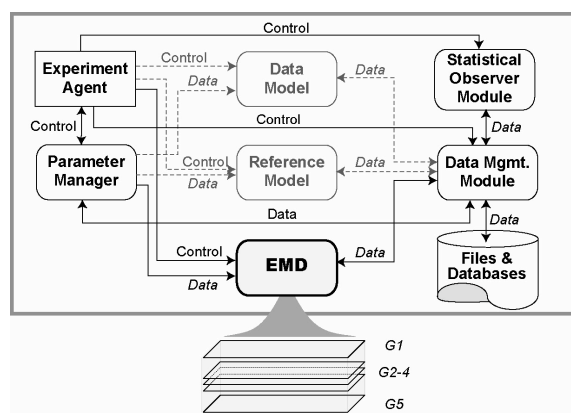 Control
Experiment
Agent
Control
Data
Data
Model
Data
Statistical
Observer
Module
Control
Control
Data
Parameter
Manager
Control
Data
Reference
Model
Data
Data Mgmt.
Module
Data
Data
Control
Data
EMD
Data
Files &
Databases
G1
G2-4
G5